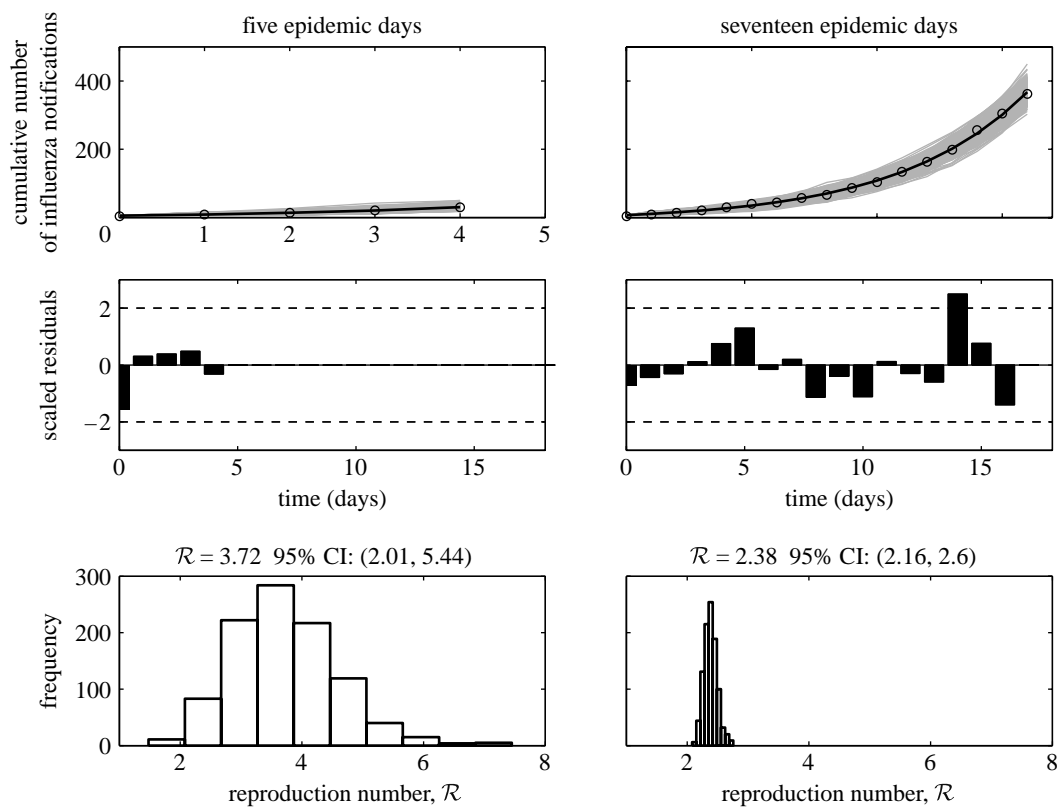 five epidemic days
seventeen epidemic days
cumulative number
of influenza notifications
400
200
0
1
2
3
4
5
scaled residuals
2
0
−2
0
5
10
15
time (days)
0
5
10
15
time (days)
ℛ = 3.72 95% CI: (2.01, 5.44)
ℛ = 2.38 95% CI: (2.16, 2.6)
frequency
300
200
100
0
2
4
6
8
reproduction number, ℛ
2
4
6
8
reproduction number, ℛ